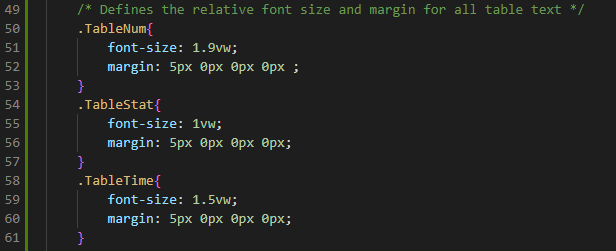 49 /* Defines the relative font size and margin for all table text */
50 .TableNum{
51 font-size: 1.9vw;
52 margin: 5px 0px 0px 0px ;
53 }
54 .TableStat{
55 font-size: 1vw;
56 margin: 5px 0px 0px 0px;
57 }
58 .TableTime{
59 font-size: 1.5vw;
60 margin: 5px 0px 0px 0px;
61 }